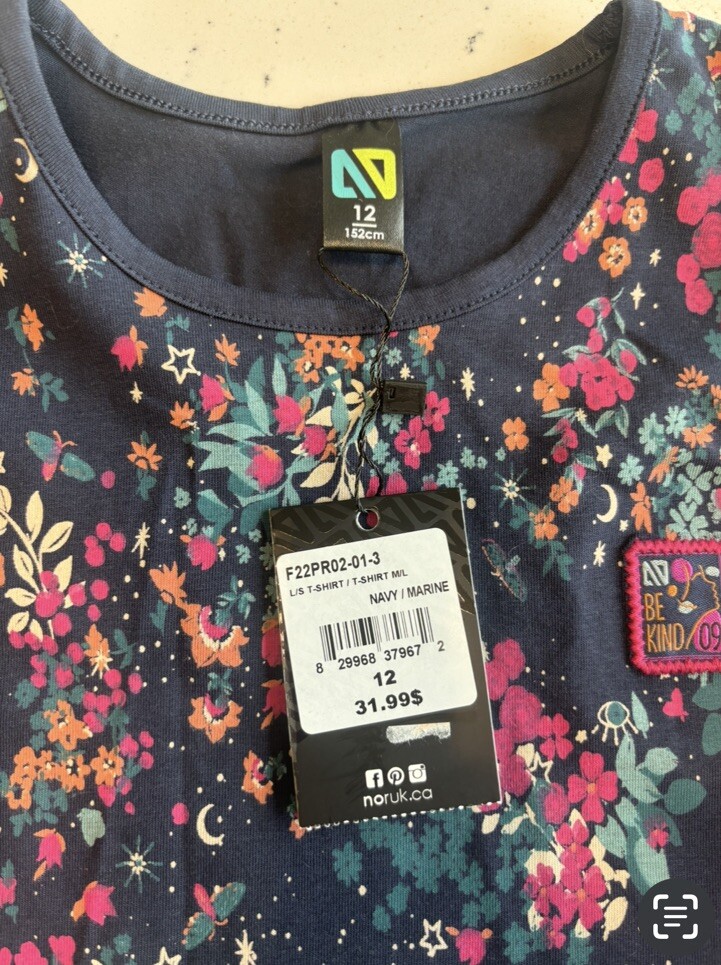 12
152cm
F22PR02-01-3
L/S T-SHIRT / T-SHIRT M/L
NAVY / MARINE
8 29968 37967 2
12
31.99$
noruk.ca
BE
KIND/09